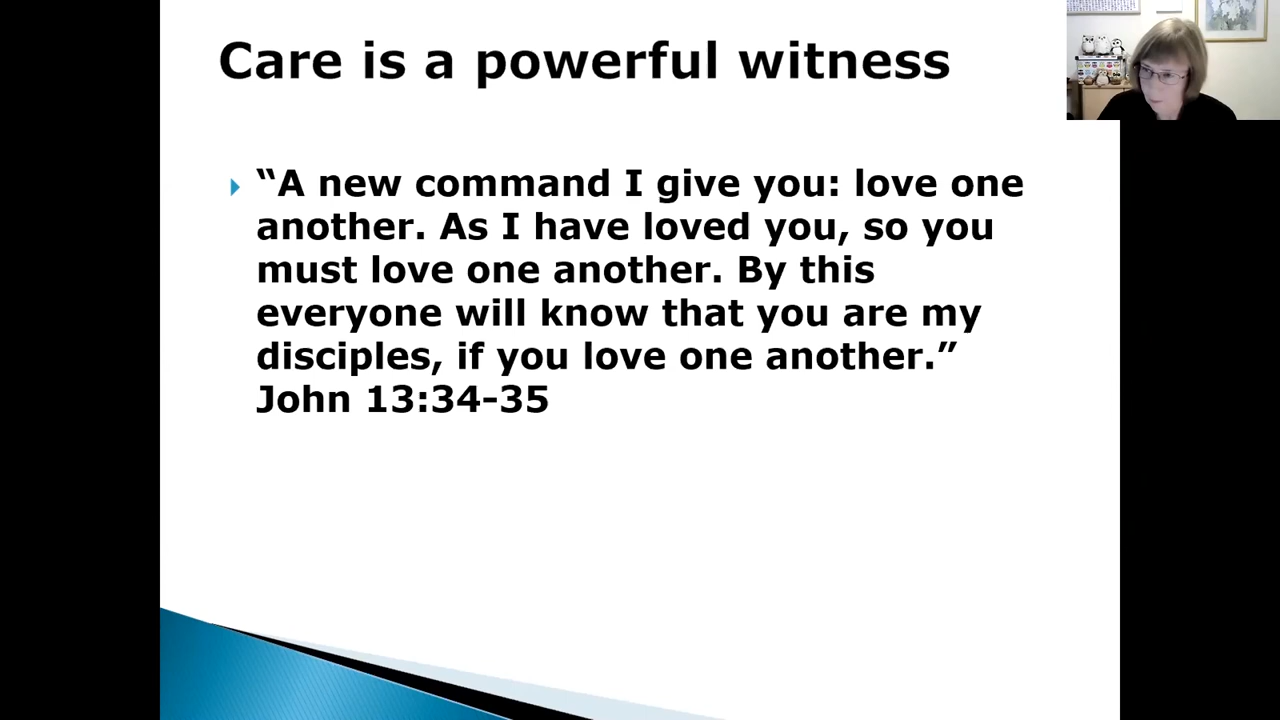 Care is a powerful witness
“A new command I give you: love one
another. As I have loved you, so you
must love one another. By this
everyone will know that you are my
disciples, if you love one another.”
John 13:34-35